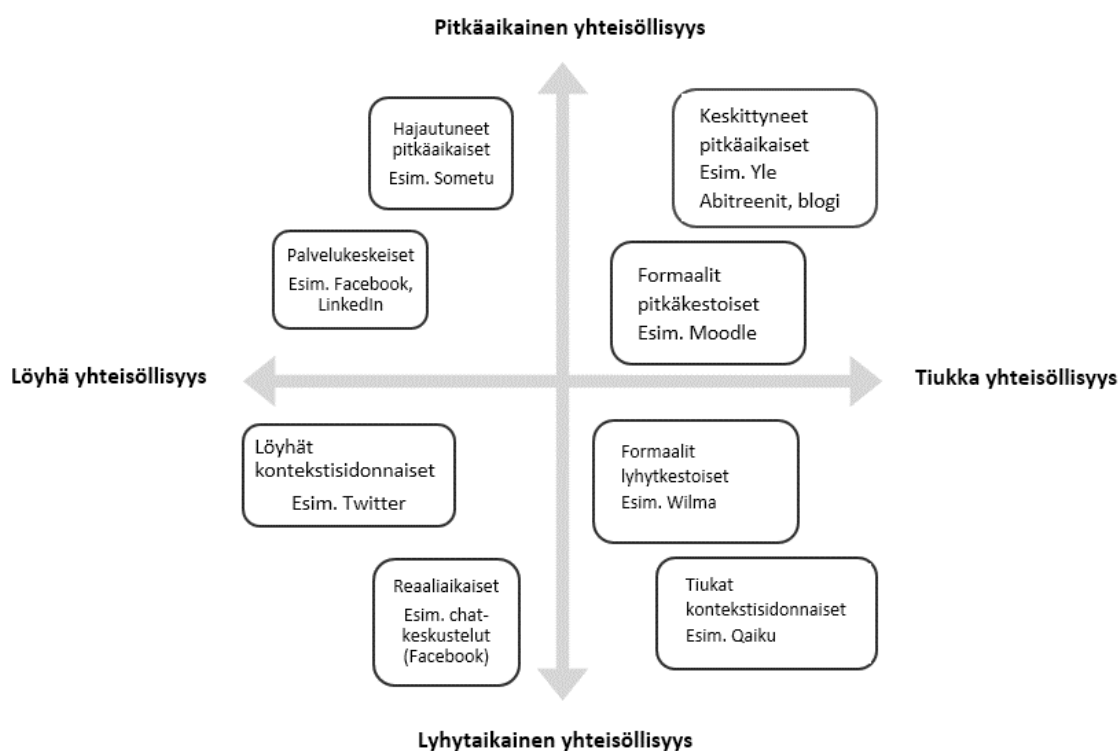 Pitkäaikainen yhteisöllisyys
Hajautuneet
pitkäaikaiset
Esim. Sometu
Keskittyneet
pitkäaikaiset
Esim. Yle
Abitreenit, blogi
Palvelukeskeiset
Esim. Facebook,
LinkedIn
Formaalit
pitkäkestoiset
Esim. Moodle
Löyhä yhteisöllisyys
Tiukka yhteisöllisyys
Löyhät
kontekstisidonnaiset
Esim. Twitter
Formaalit
lyhytkestoiset
Esim. Wilma
Reaaliaikaiset
Esim. chat-
keskustelut
(Facebook)
Tiukat
kontekstisidonnaiset
Esim. Qaiku
Lyhytaikainen yhteisöllisyys